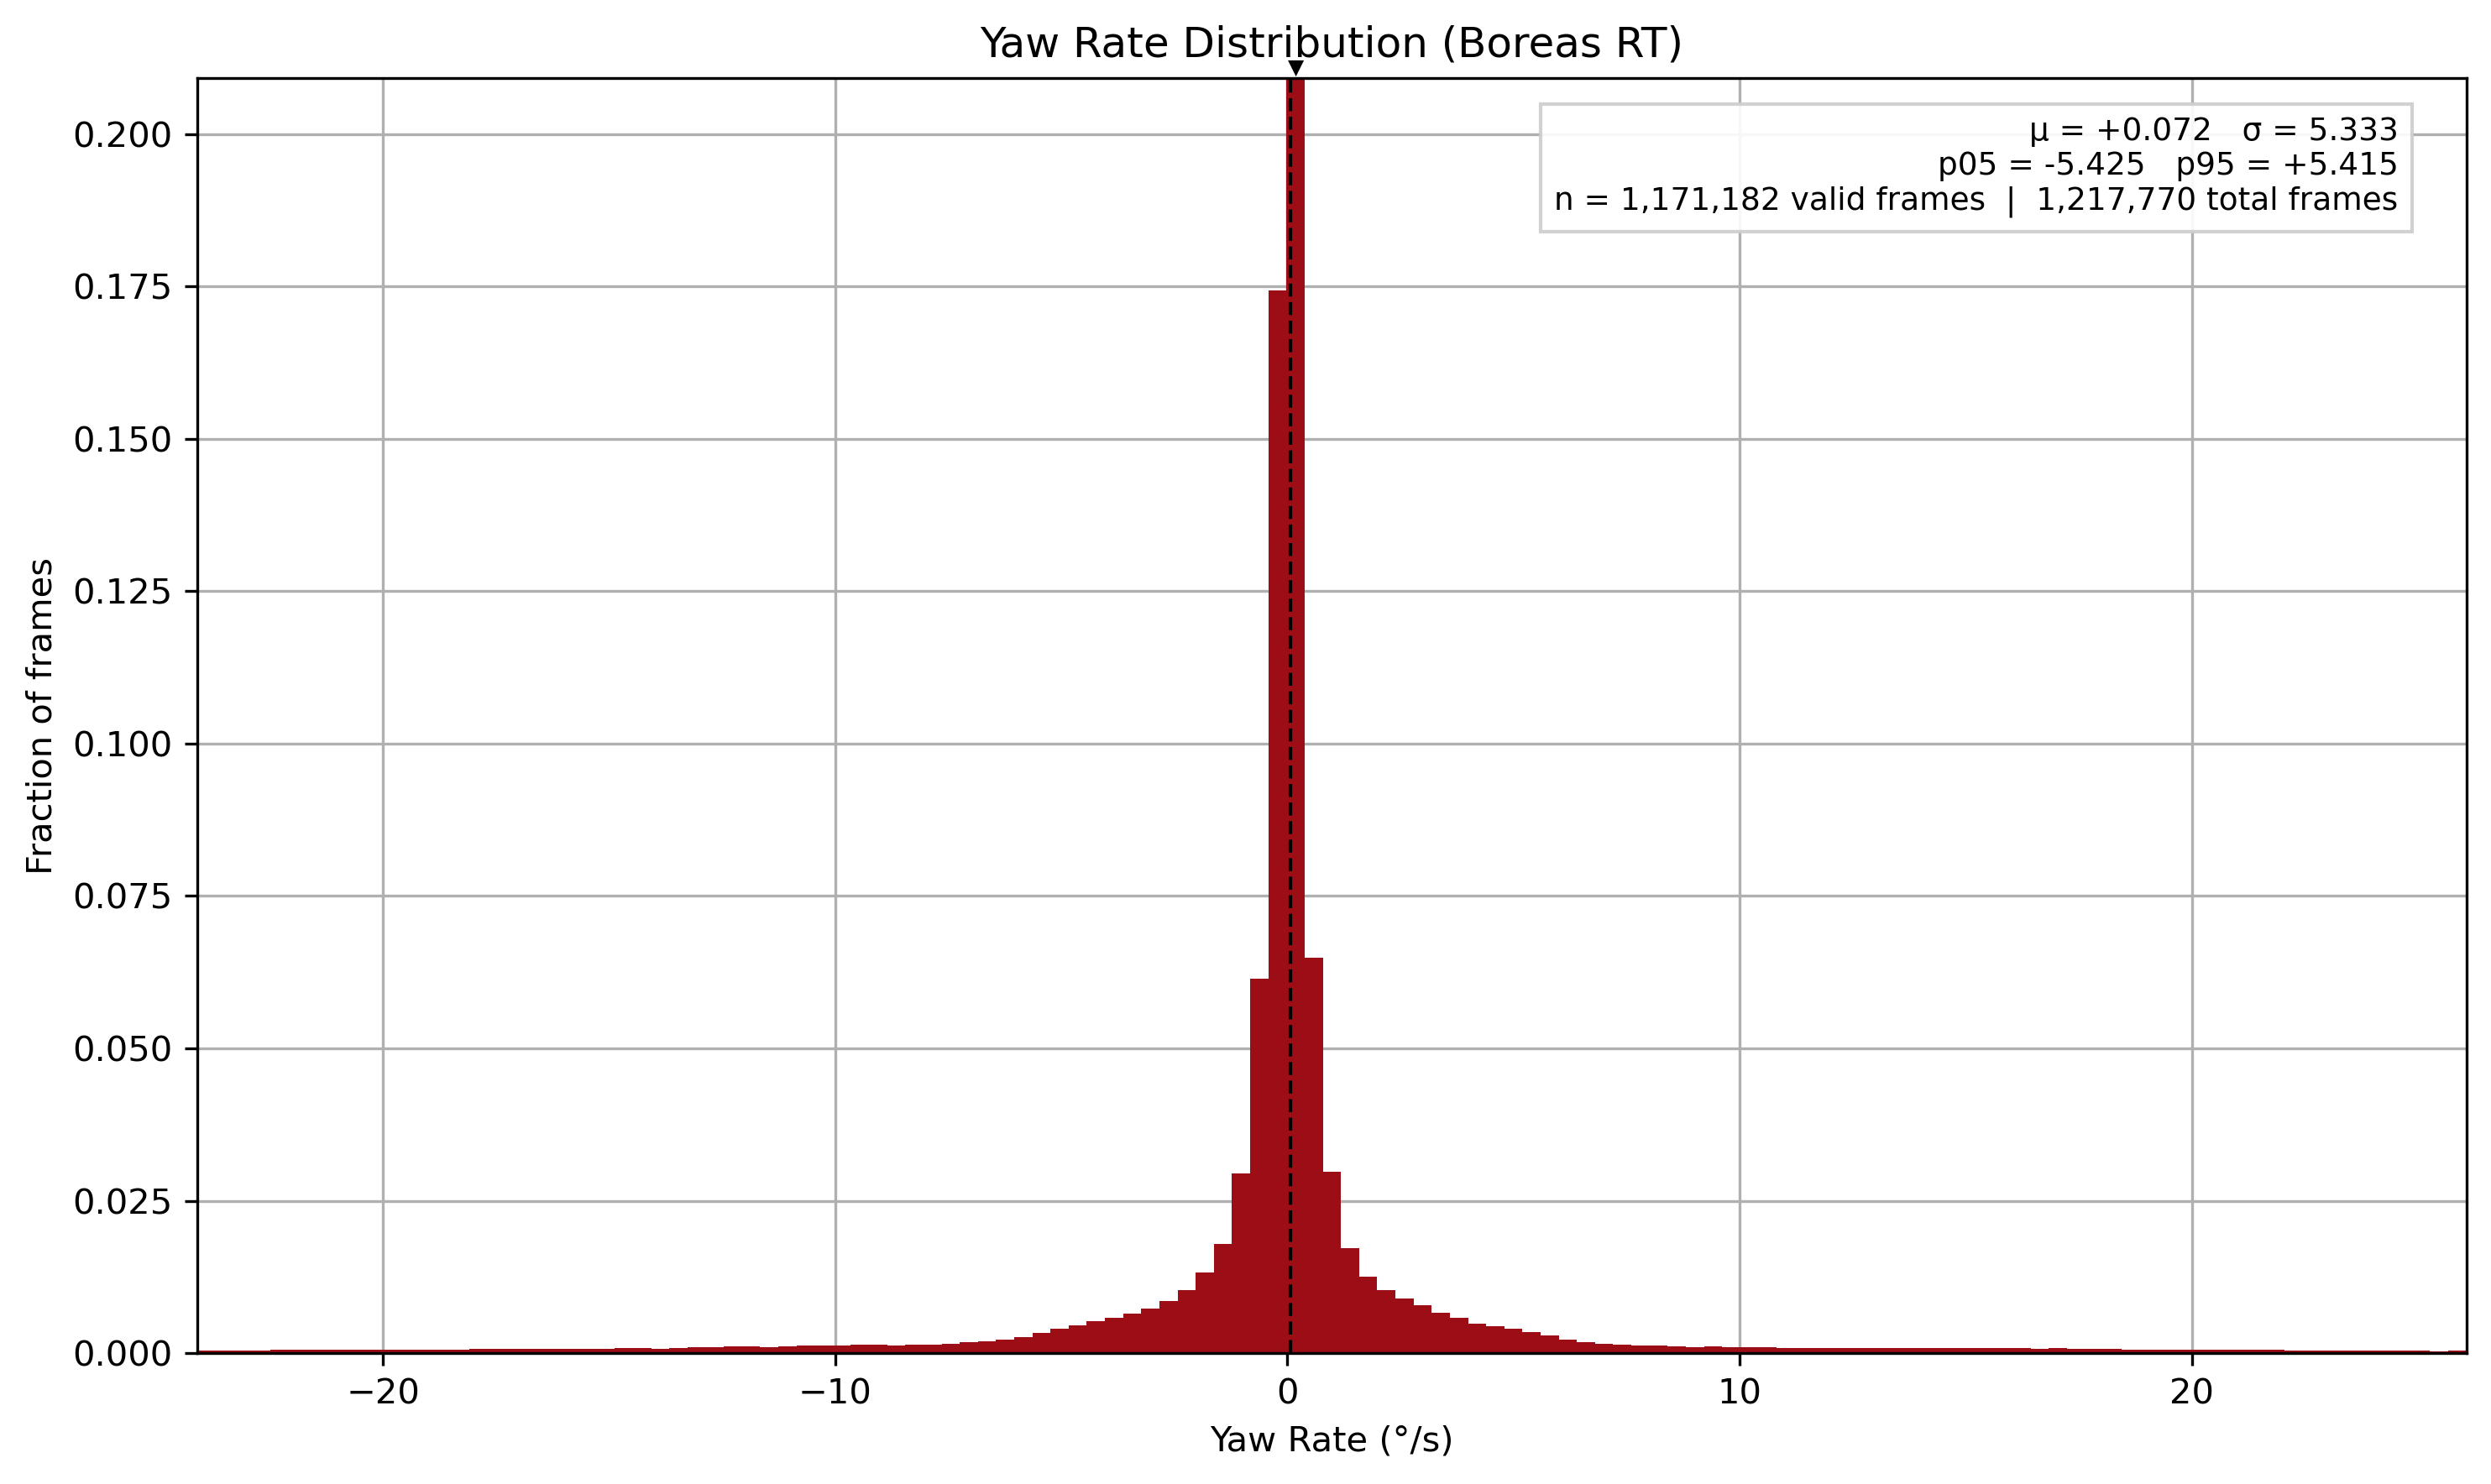 Yaw Rate Distribution (Boreas RT)
μ = +0.072   σ = 5.333
p05 = -5.425   p95 = +5.415
n = 1,171,182 valid frames  |  1,217,770 total frames
Fraction of frames
0.200
0.175
0.150
0.125
0.100
0.075
0.050
0.025
0.000
−20
−10
0
10
20
Yaw Rate (°/s)